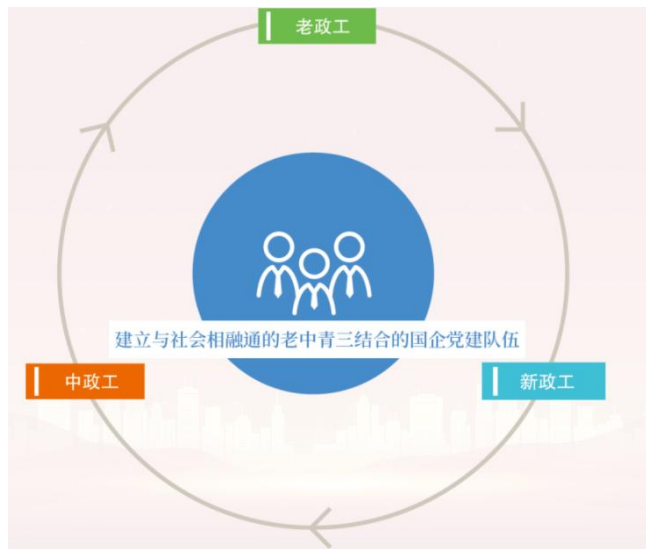 老政工
建立与社会相融通的老中青三结合的国企党建队伍
中政工
新政工